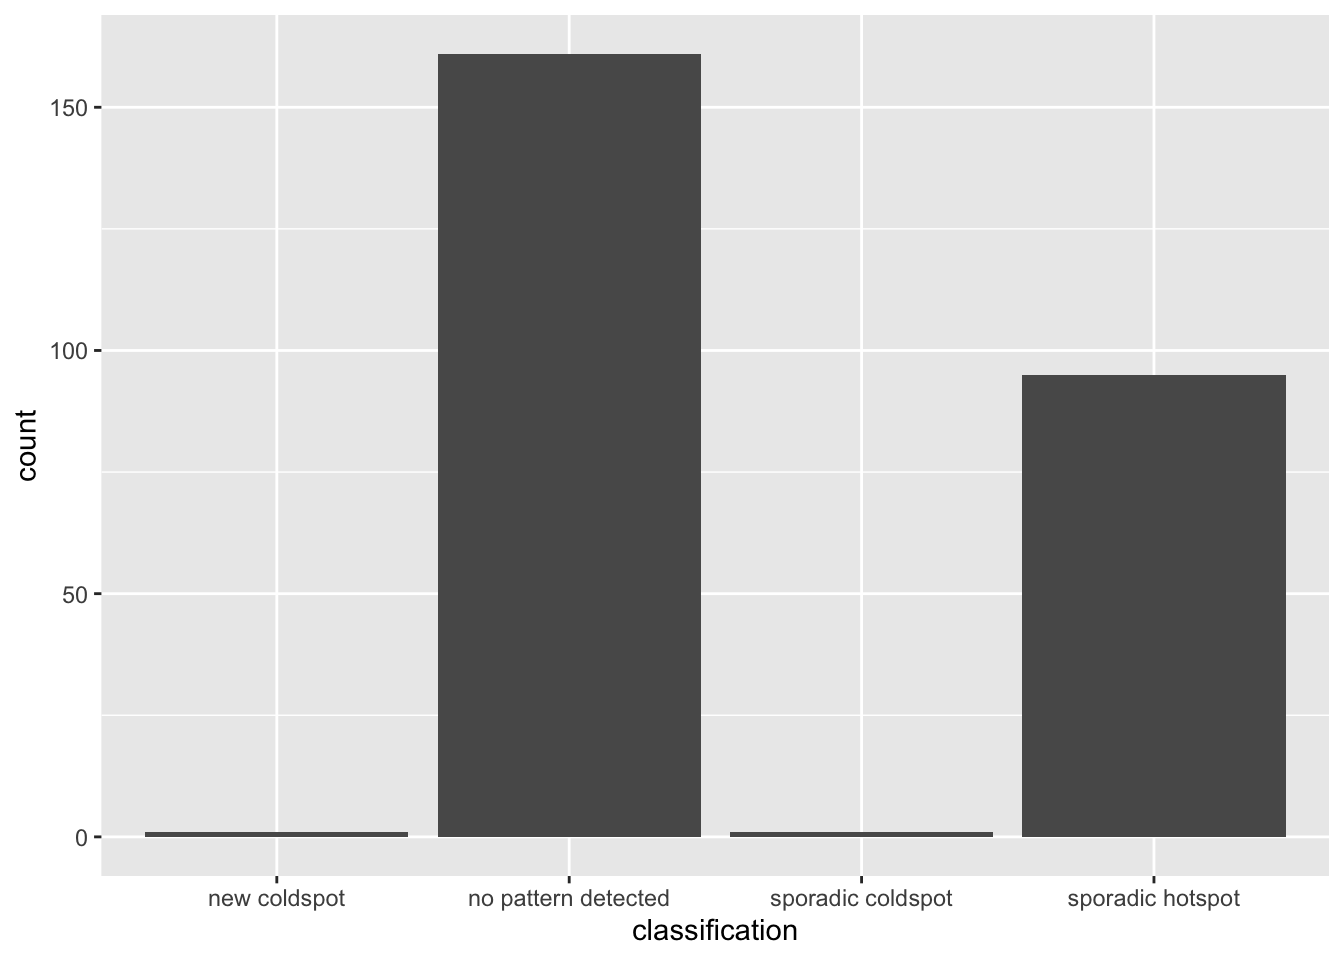 count
150
100
50
0
new coldspot
no pattern detected
sporadic coldspot
sporadic hotspot
classification